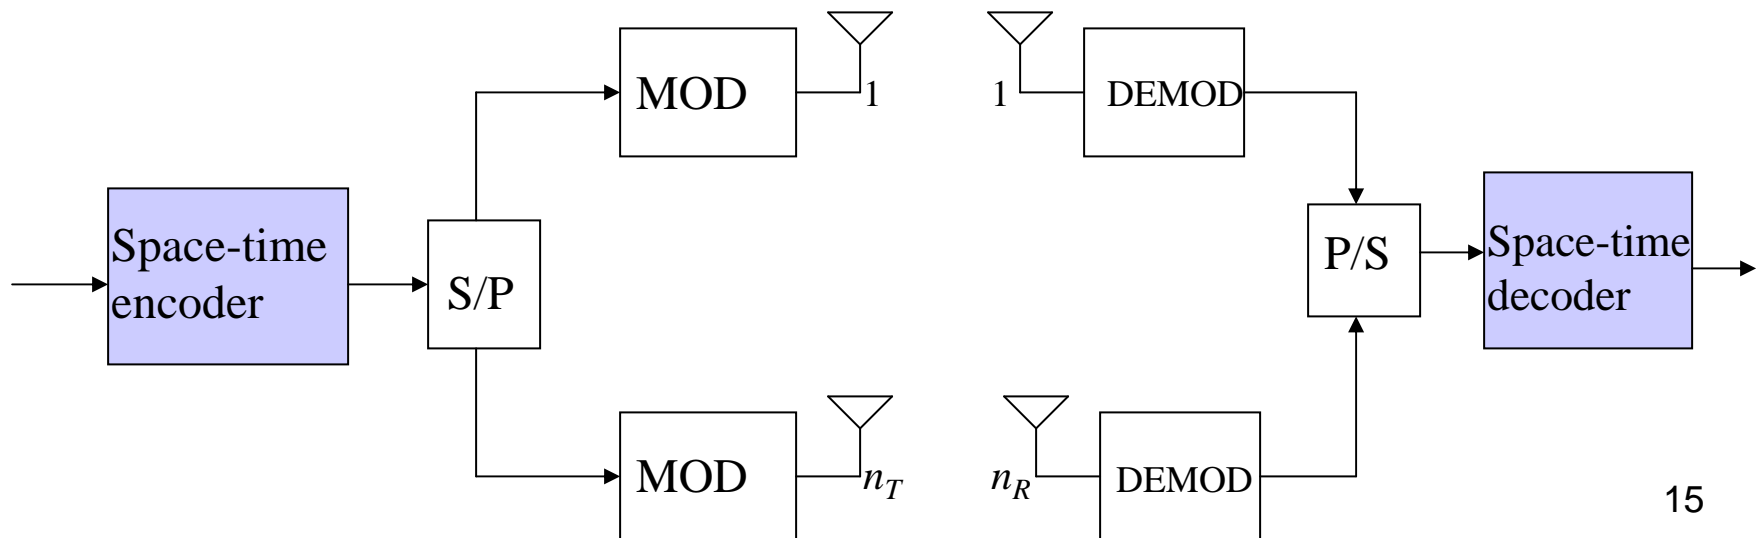 MOD
1
1
DEMOD
Space-time
encoder
S/P
P/S
Space-time
decoder
MOD
n_T
n_R
DEMOD
15